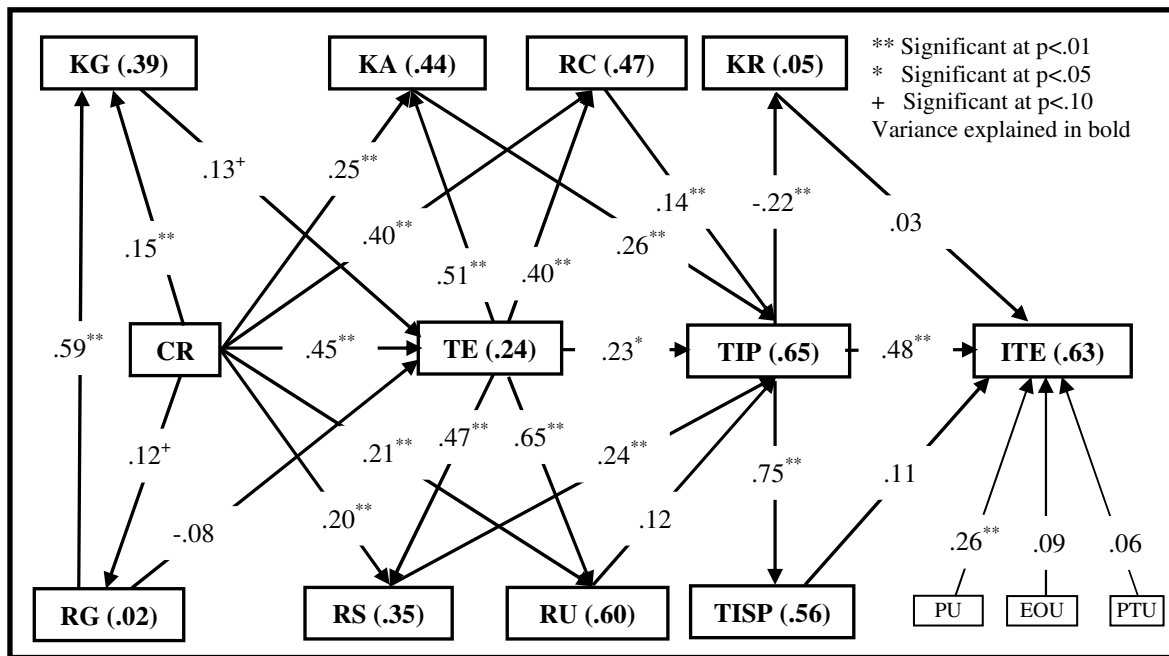 KG (.39)
KA (.44)
RC (.47)
KR (.05)
** Significant at p<.01
* Significant at p<.05
+ Significant at p<.10
Variance explained in bold
.13+
.25**
.14**
-.22**
.03
.15**
.40**
.26**
.51**
.40**
.59**
CR
.45**
TE (.24)
.23*
TIP (.65)
.48**
ITE (.63)
.12+
.21**
.47**
.65**
.24**
.75**
.11
-.08
.20**
.12
.26**
.09
.06
RG (.02)
RS (.35)
RU (.60)
TISP (.56)
PU
EOU
PTU